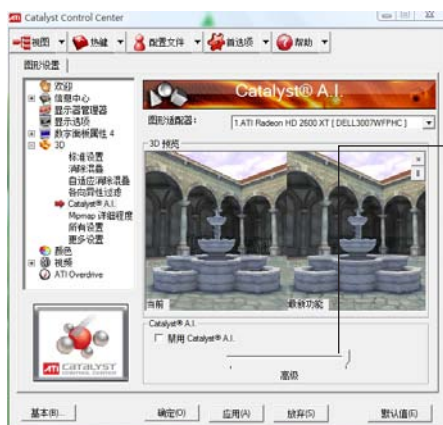 ATI Catalyst Control Center
视图 热键 配置文件 首选项 帮助
图形设置
欢迎
信息中心
显示器管理器
显示选项
数字面板属性 4
3D
标准设置
消除混叠
自适应消除混叠
各向异性过滤
Catalyst® A.I.
Mipmap 详细程度
所有设置
更多设置
颜色
视频
ATI Overdrive
ATI CATALYST
CONTROL CENTER
基本(B)...
Catalyst® A.I.
图形适配器:
1.ATI Radeon HD 2600 XT [ DELL3007WFPHC ]
3D 预览
当前 最新功能
Catalyst® A.I.
禁用 Catalyst® A.I.
高级
确定(O) 应用(A) 放弃(S) 默认值(E)